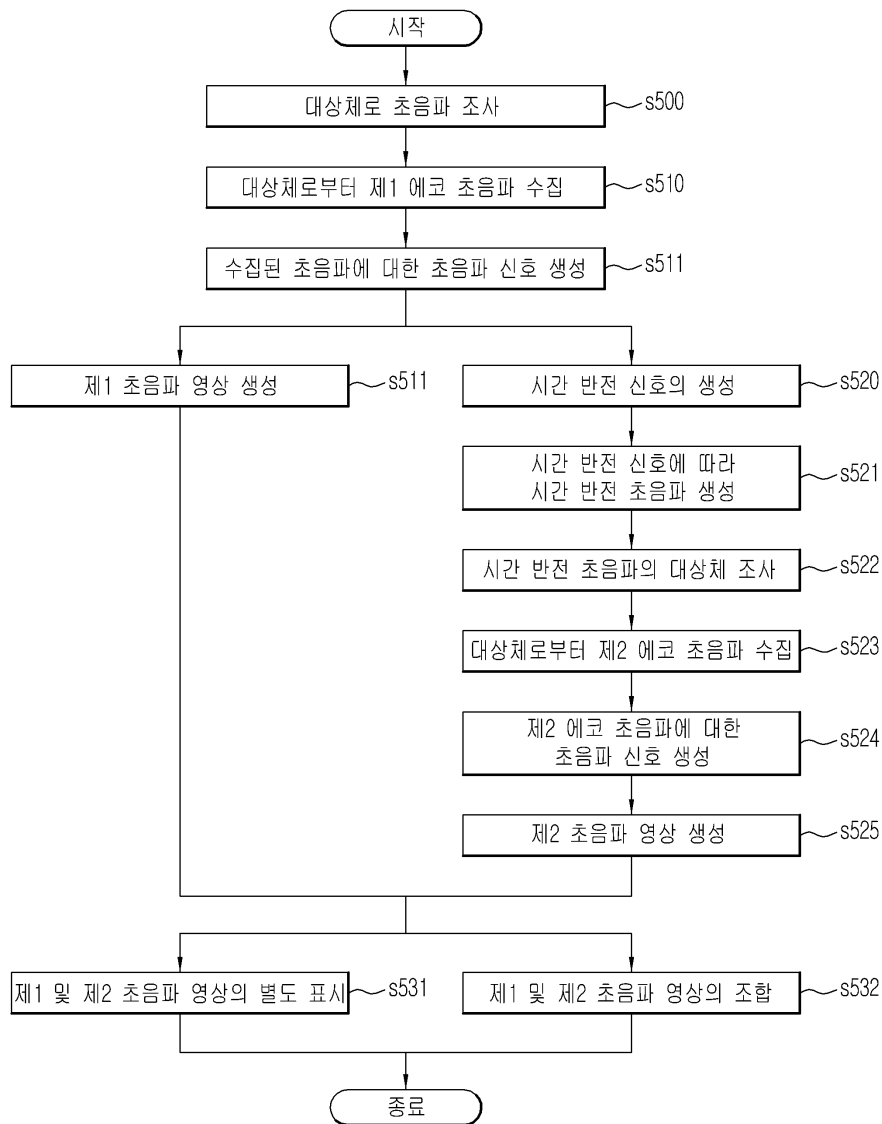 시작
대상체로 초음파 조사
s500
대상체로부터 제1 에코 초음파 수집
s510
수집된 초음파에 대한 초음파 신호 생성
s511
제1 초음파 영상 생성
s511
시간 반전 신호의 생성
s520
시간 반전 신호에 따라
시간 반전 초음파 생성
s521
시간 반전 초음파의 대상체 조사
s522
대상체로부터 제2 에코 초음파 수집
s523
제2 에코 초음파에 대한
초음파 신호 생성
s524
제2 초음파 영상 생성
s525
제1 및 제2 초음파 영상의 별도 표시
s531
제1 및 제2 초음파 영상의 조합
s532
종료